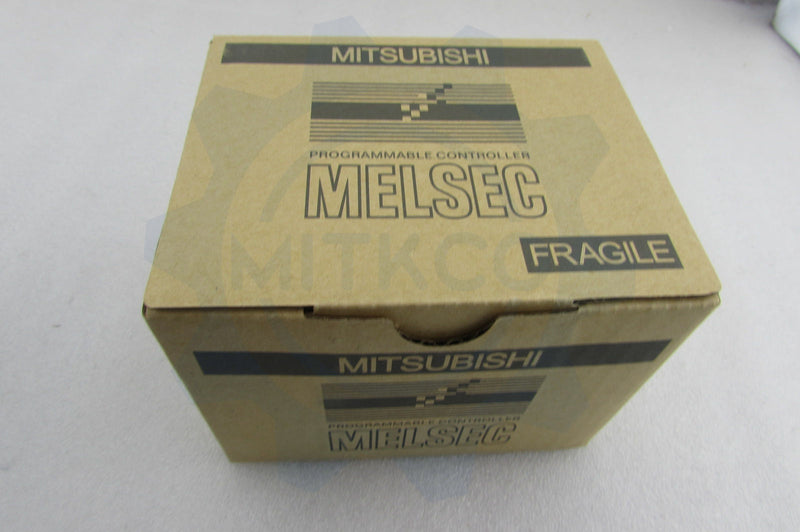 MITSUBISHI
PROGRAMMABLE CONTROLLER
MELSEC
MITKCO
FRAGILE
MITSUBISHI
PROGRAMMABLE CONTROLLER
MELSEC